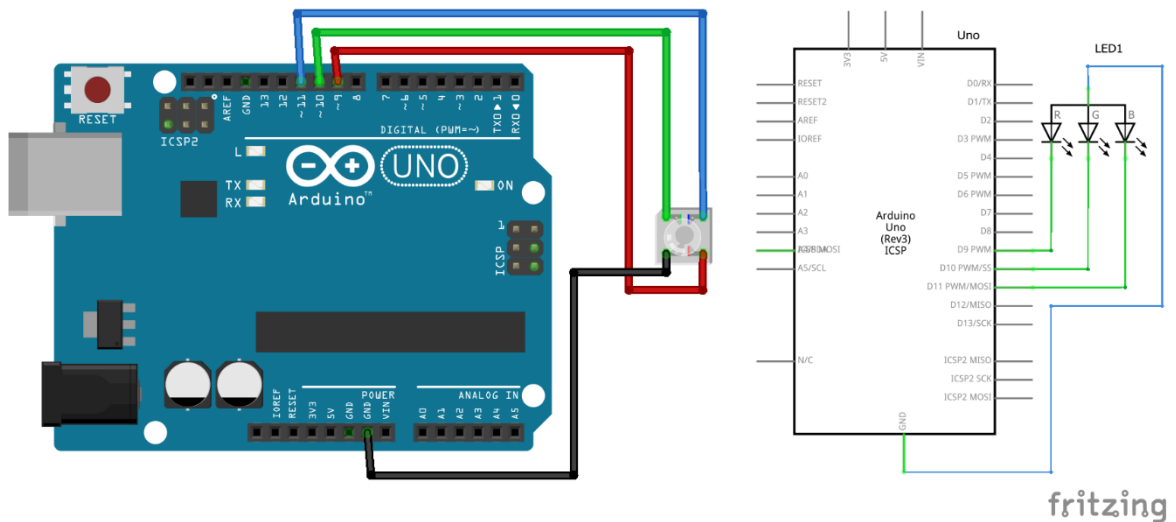 RESET
ICSP2
AREF
GND
13
12
~11
~10
~9
8
7
~6
~5
4
~3
2
TXD▶1
RXD◀0
DIGITAL (PWM=~)
L
TX
RX
UNO
Arduino™
ON
1
ICSP
POWER
ANALOG IN
IOREF
RESET
3V3
5V
GND
GND
VIN
A0
A1
A2
A3
A4
A5
Uno
LED1
3V3
5V
VIN
RESET
RESET2
AREF
IOREF
A0
A1
A2
A3
A5/SCL
N/C
Arduino
Uno
(Rev3)
ICSP
D0/RX
D1/TX
D2
D3 PWM
D4
D5 PWM
D6 PWM
D7
D8
D9 PWM
D10 PWM/SS
D11 PWM/MOSI
D12/MISO
D13/SCK
ICSP2 MISO
ICSP2 SCK
ICSP2 MOSI
GND
R
G
B
fritzing